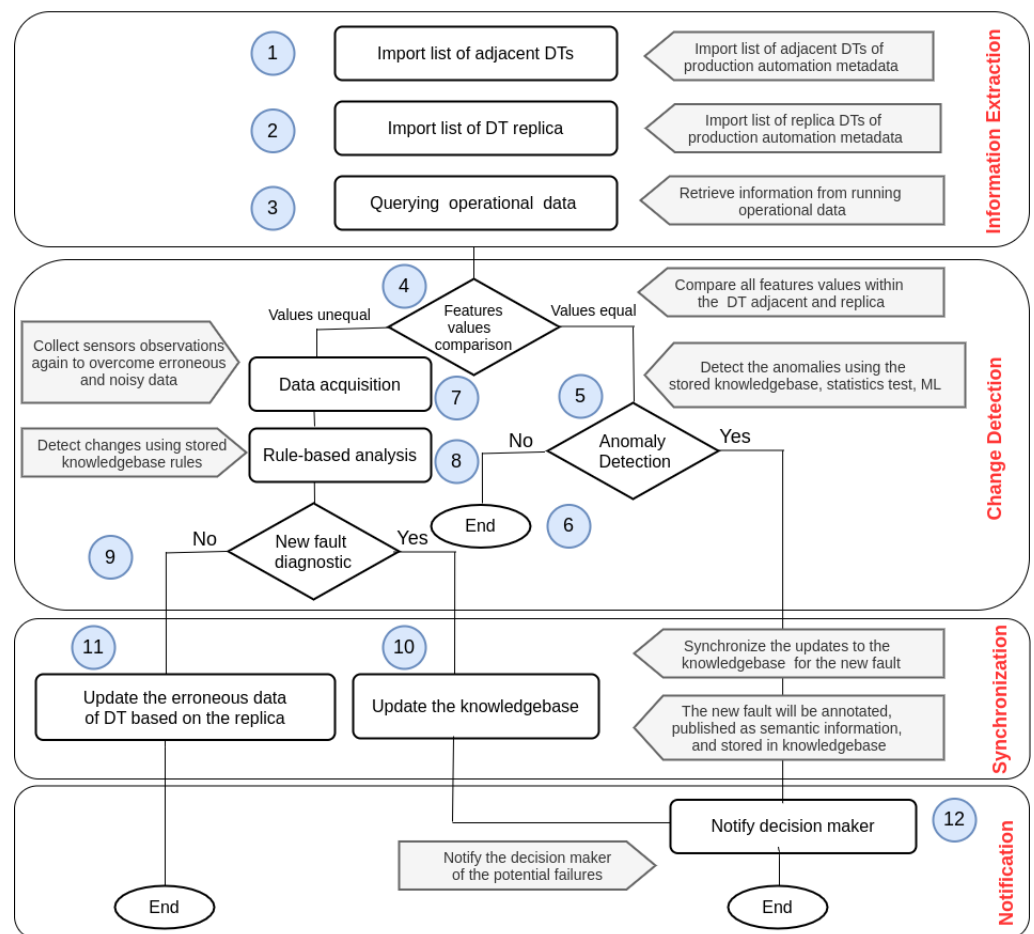 1
Import list of adjacent DTs
Import list of adjacent DTs of
production automation metadata
2
Import list of DT replica
Import list of replica DTs of
production automation metadata
3
Querying operational data
Retrieve information from running
operational data
Information Extraction
4
Features
values
comparison
Compare all features values within
the DT adjacent and replica
Values unequal
Values equal
Collect sensors observations
again to overcome erroneous
and noisy data
Data acquisition
7
5
Detect the anomalies using the
stored knowledgebase, statistics test, ML
Detect changes using stored
knowledgebase rules
Rule-based analysis
8
No
Anomaly
Detection
Yes
End
6
9
No
New fault
diagnostic
Yes
Change Detection
11
10
Synchronize the updates to the
knowledgebase for the new fault
Update the erroneous data
of DT based on the replica
Update the knowledgebase
The new fault will be annotated,
published as semantic information,
and stored in knowledgebase
Synchronization
Notify decision maker
12
Notify the decision maker
of the potential failures
End
End
Notification